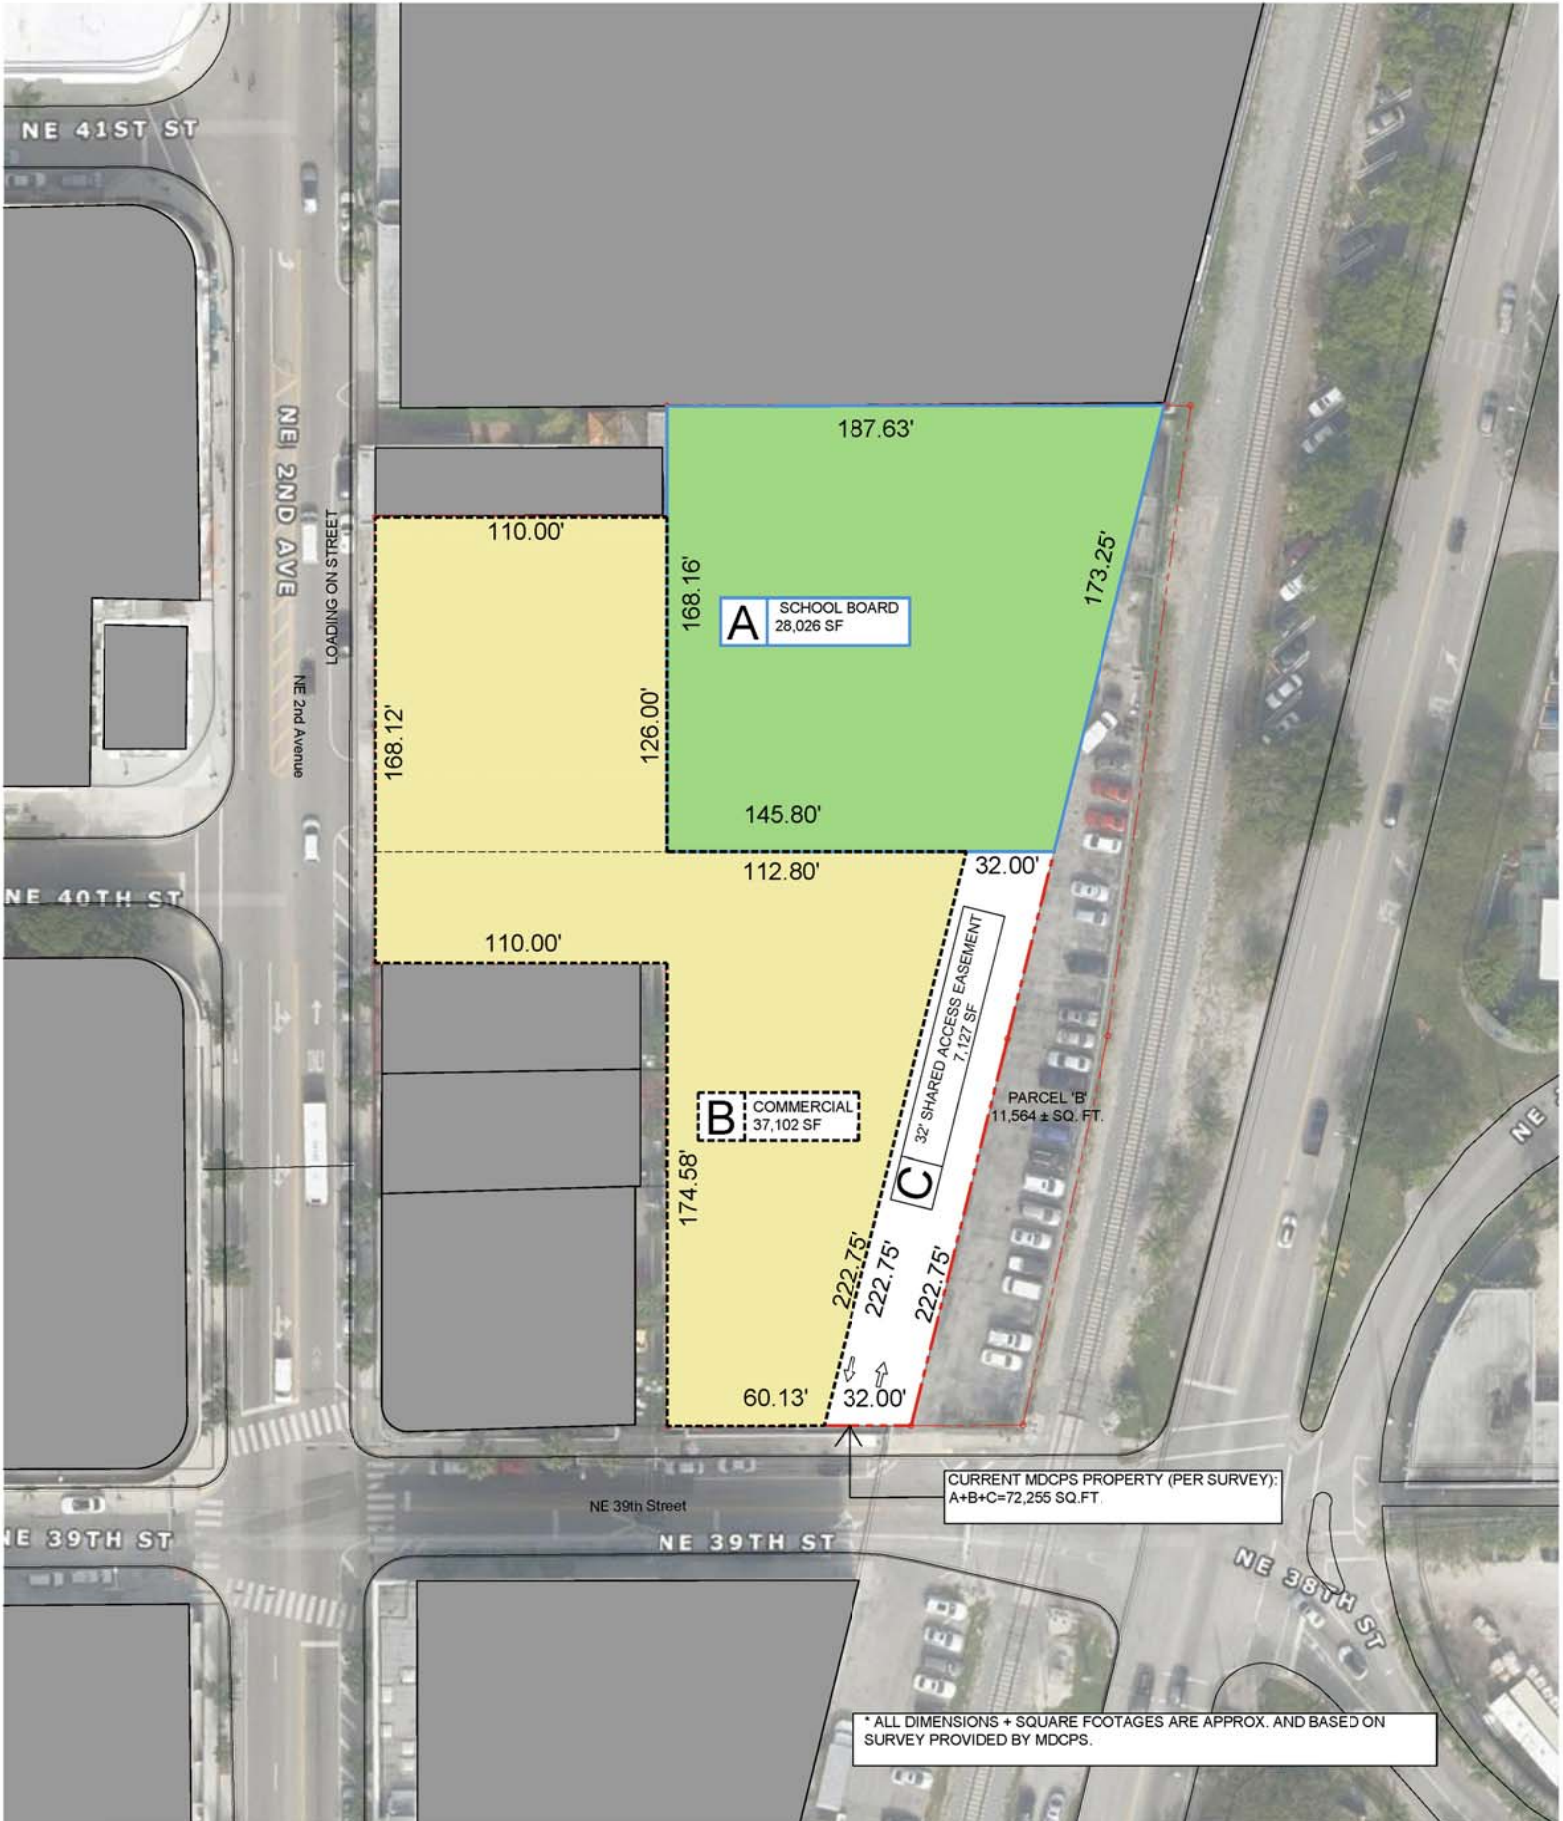 NE 41ST ST
187.63'
NE 2ND AVE
LOADING ON STREET
110.00'
168.16'
173.25'
A
SCHOOL BOARD
28,026 SF
NE 2nd Avenue
168.12'
126.00'
145.80'
112.80'
32.00'
NE 40TH ST
110.00'
32' SHARED ACCESS EASEMENT
7,127 SF
C
PARCEL 'B'
11,564 ± SQ. FT.
B
COMMERCIAL
37,102 SF
174.58'
222.75'
222.75'
222.75'
NE
60.13'
32.00'
CURRENT MDCPS PROPERTY (PER SURVEY):
A+B+C=72,255 SQ.FT.
NE 39th Street
NE 39TH ST
NE 39TH ST
NE 38TH ST
* ALL DIMENSIONS + SQUARE FOOTAGES ARE APPROX. AND BASED ON
SURVEY PROVIDED BY MDCPS.